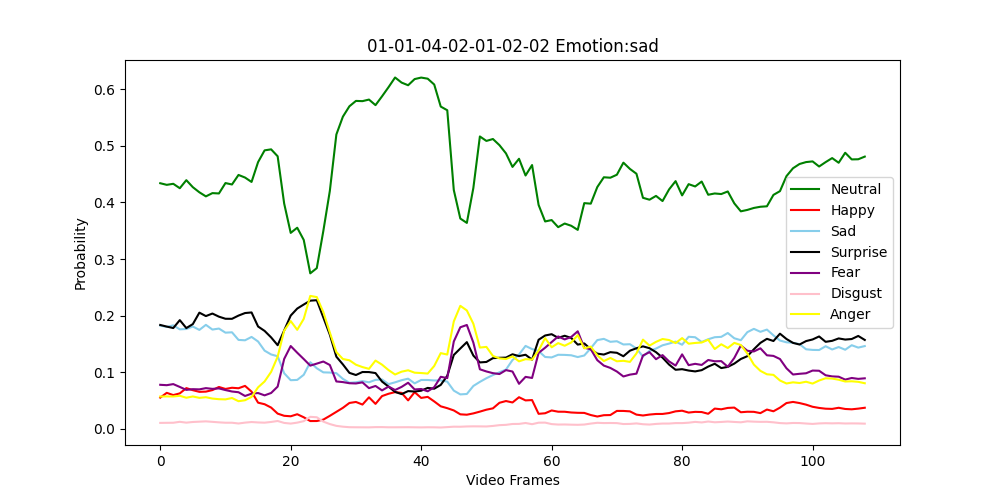 01-01-04-02-01-02-02 Emotion:sad
0.6
0.5
0.4
0.3
0.2
0.1
0.0
Probability
Neutral
Happy
Sad
Surprise
Fear
Disgust
Anger
0 20 40 60 80 100
Video Frames